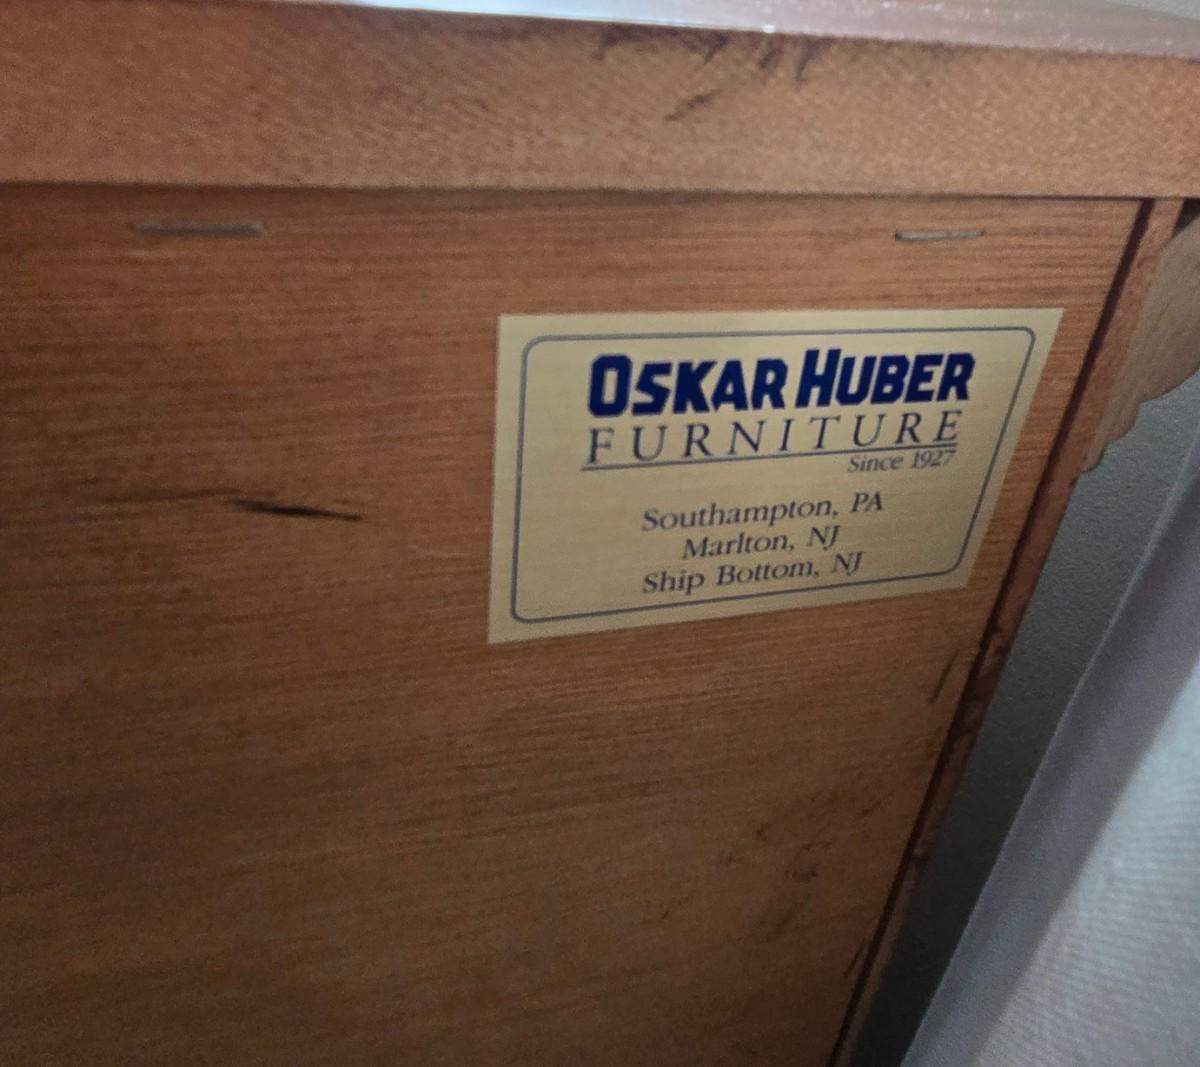 OSKAR HUBER
FURNITURE
Since 1927
Southampton, PA
Marlton, NJ
Ship Bottom, NJ